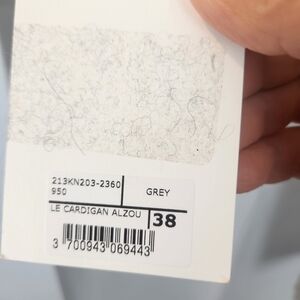 213KN203-2360
950
GREY
LE CARDIGAN ALZOU
38
3 700943 069443